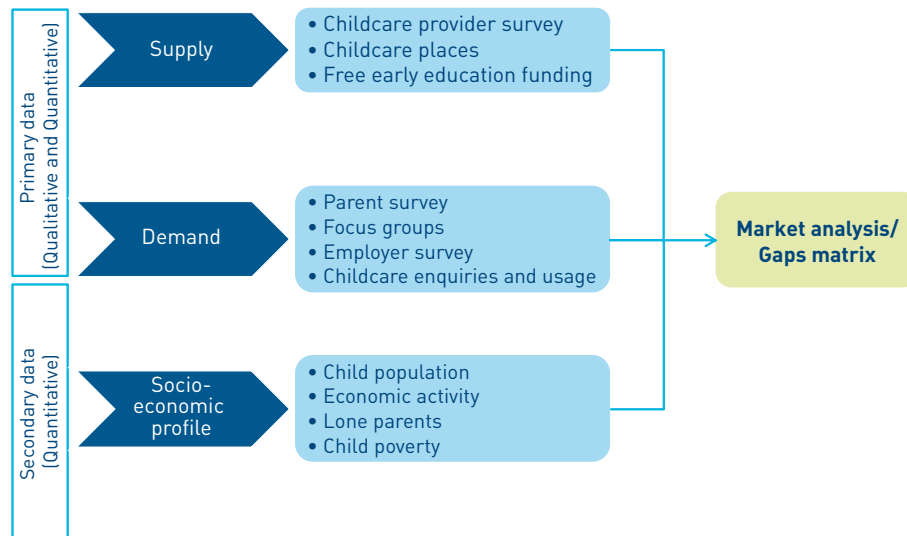 Primary data
(Qualitative and Quantitative)
Supply
• Childcare provider survey
• Childcare places
• Free early education funding
Demand
• Parent survey
• Focus groups
• Employer survey
• Childcare enquiries and usage
Market analysis/
Gaps matrix
Secondary data
(Quantitative)
Socio-
economic
profile
• Child population
• Economic activity
• Lone parents
• Child poverty